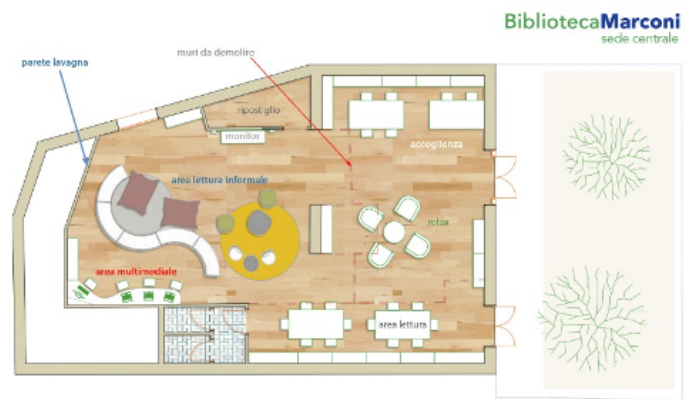 BibliotecaMarconi
sede centrale
muri da demolire
parete lavagna
ripostiglio
monitor
accoglienza
area lettura informale
relax
area multimediale
area lettura